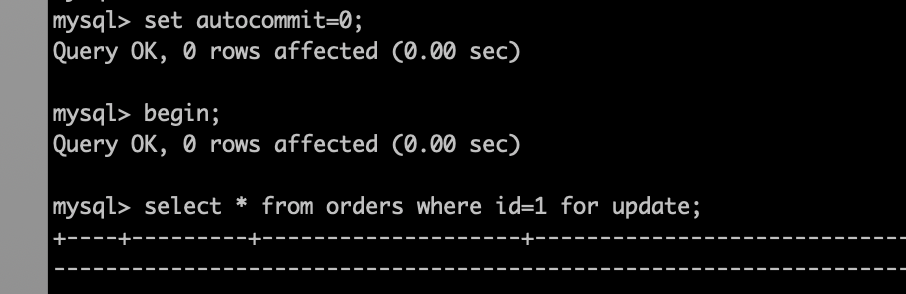 mysql> set autocommit=0;
Query OK, 0 rows affected (0.00 sec)
mysql> begin;
Query OK, 0 rows affected (0.00 sec)
mysql> select * from orders where id=1 for update;
+----+---------+--------------------+-----------------------------
------------------------------------------------------------------